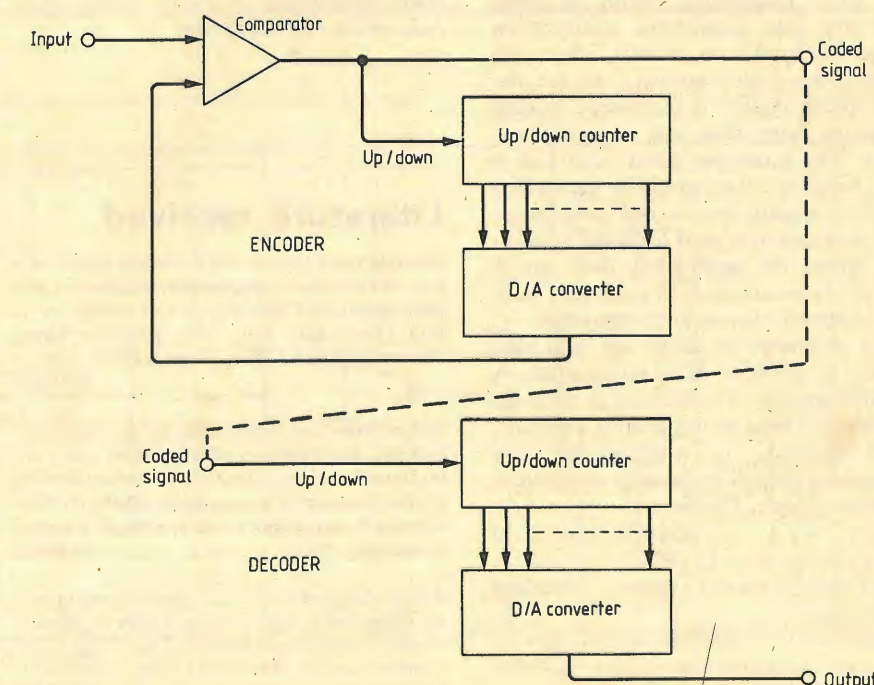 Comparator
Input
Coded
signal
Up/down counter
Up/down
ENCODER
D/A converter
Coded
signal
Up/down
Up/down counter
DECODER
D/A converter
Output
Literature received